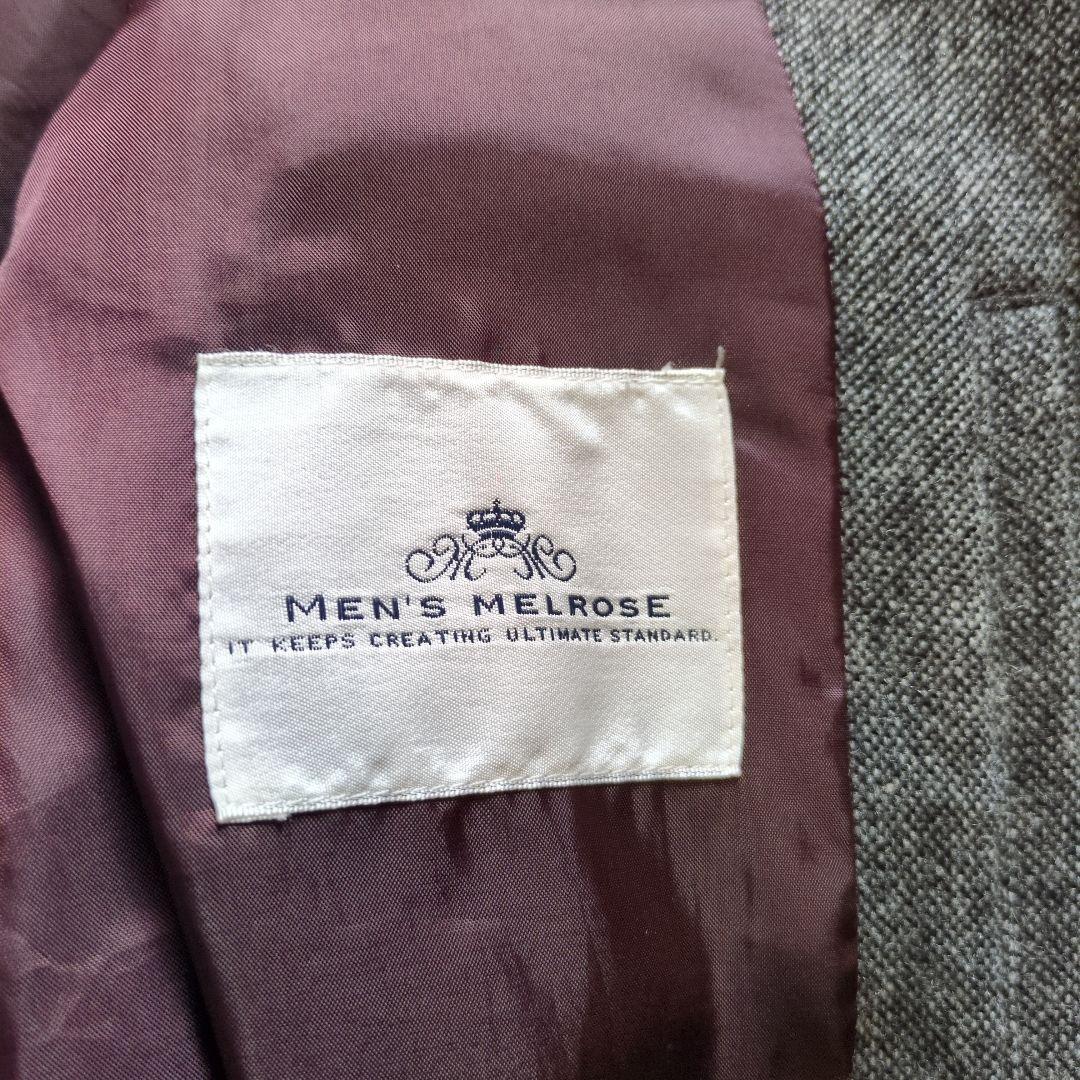 MEN'S MELROSE
IT KEEPS CREATING ULTIMATE STANDARD.